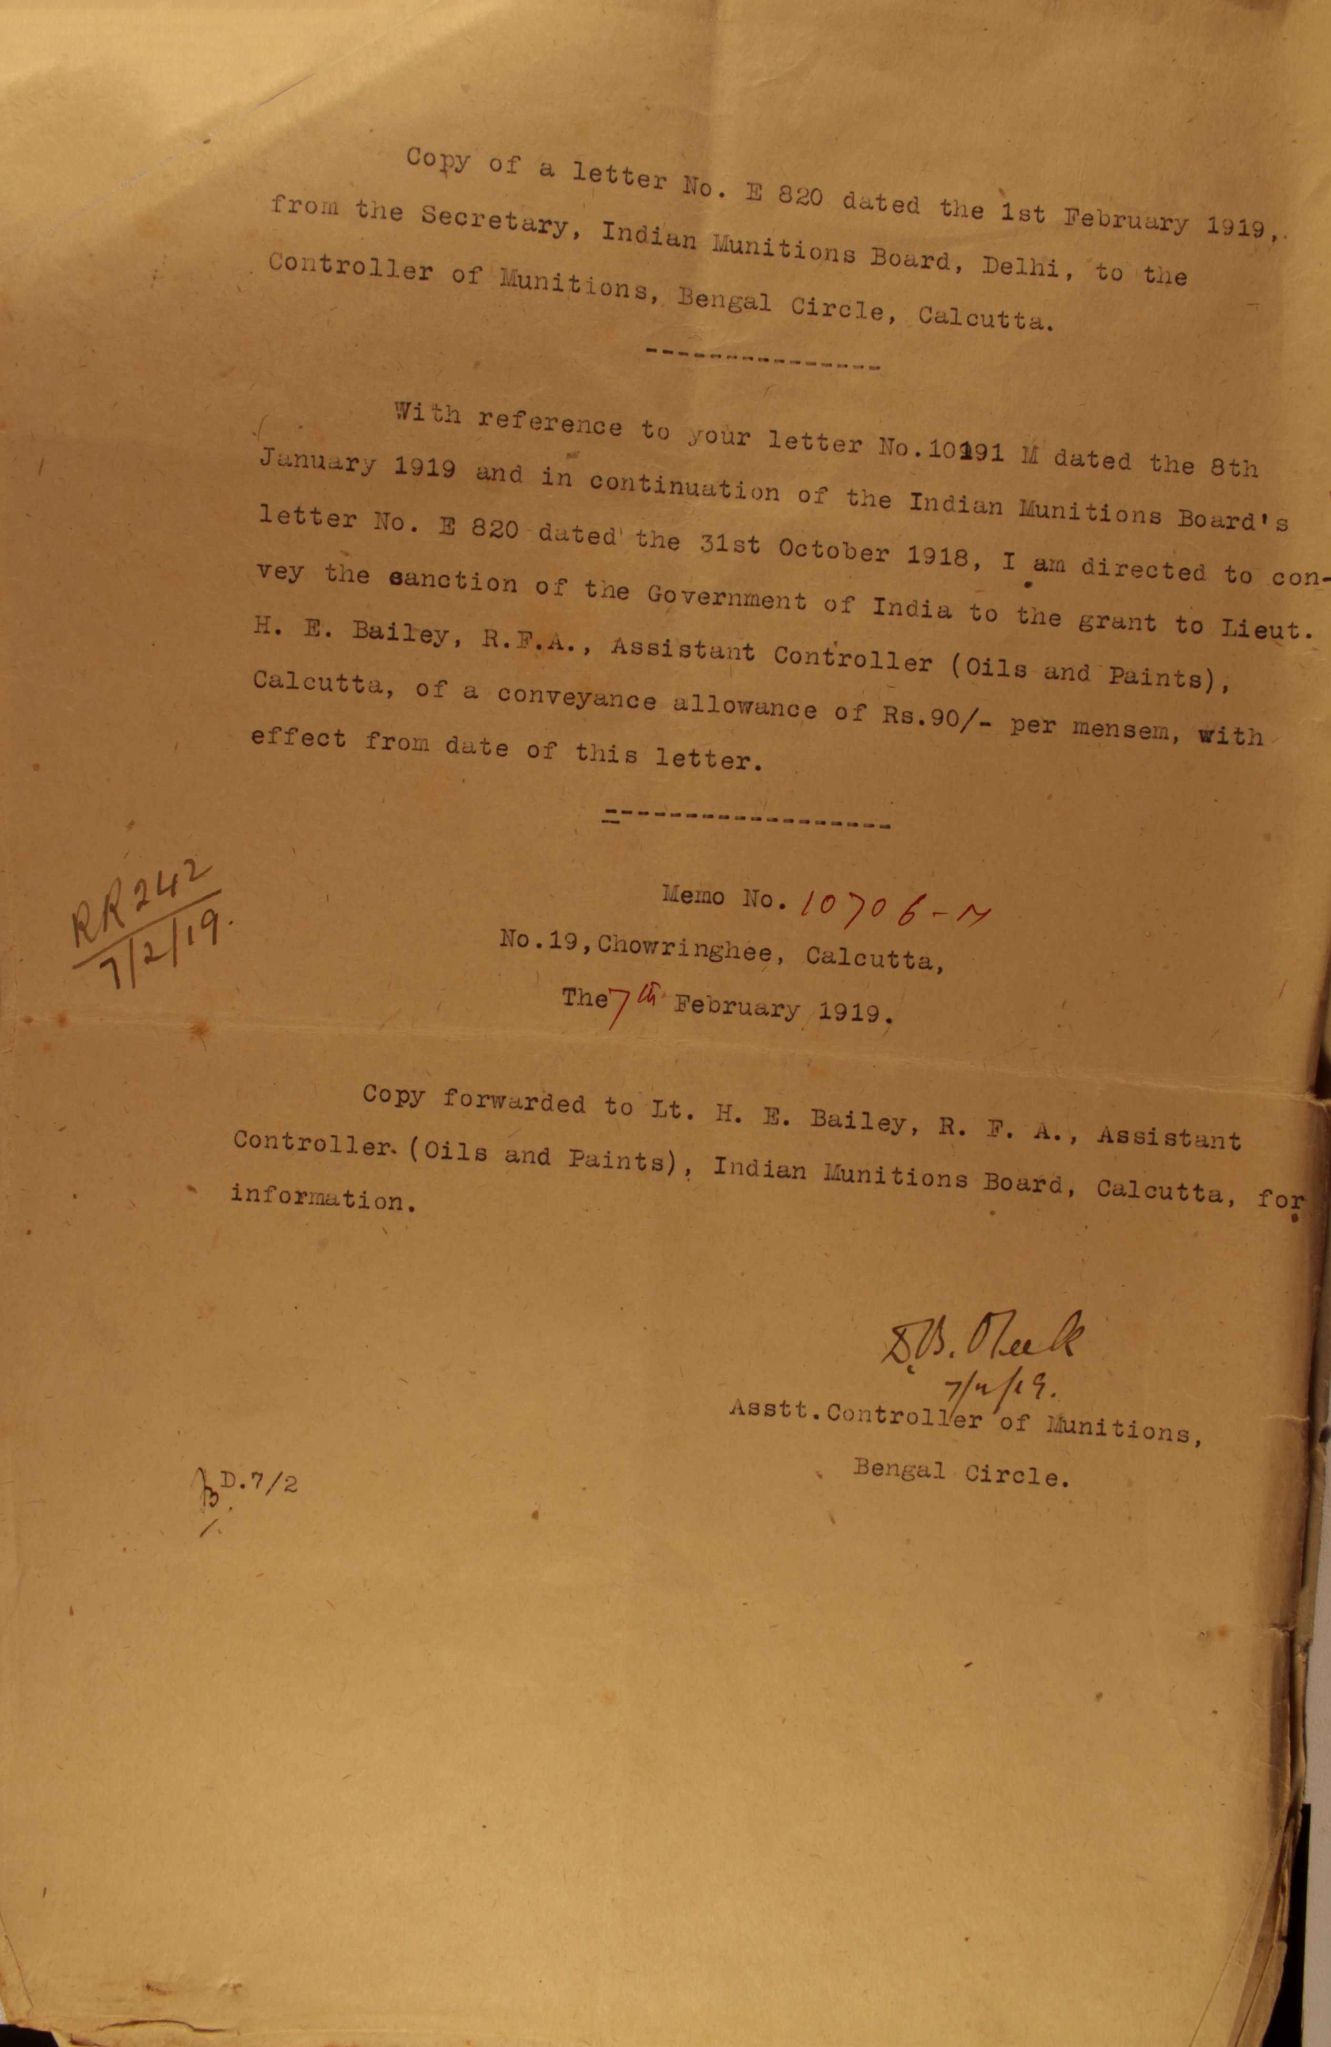 Copy of a letter No. E 820 dated the 1st February 1919,
from the Secretary, Indian Munitions Board, Delhi, to the
Controller of Munitions, Bengal Circle, Calcutta.
---------------
With reference to your letter No.10191 M dated the 8th
January 1919 and in continuation of the Indian Munitions Board's
letter No. E 820 dated the 31st October 1918, I am directed to con-
vey the sanction of the Government of India to the grant to Lieut.
H. E. Bailey, R.F.A., Assistant Controller (Oils and Paints),
Calcutta, of a conveyance allowance of Rs.90/- per mensem, with
effect from date of this letter.
------------------
RR 242
7/2/19.
Memo No. 10706-M
No.19, Chowringhee, Calcutta,
The 7th February 1919.
Copy forwarded to Lt. H. E. Bailey, R. F. A., Assistant
Controller (Oils and Paints), Indian Munitions Board, Calcutta, for
information.
7/2/19.
Asstt. Controller of Munitions,
Bengal Circle.
D.7/2